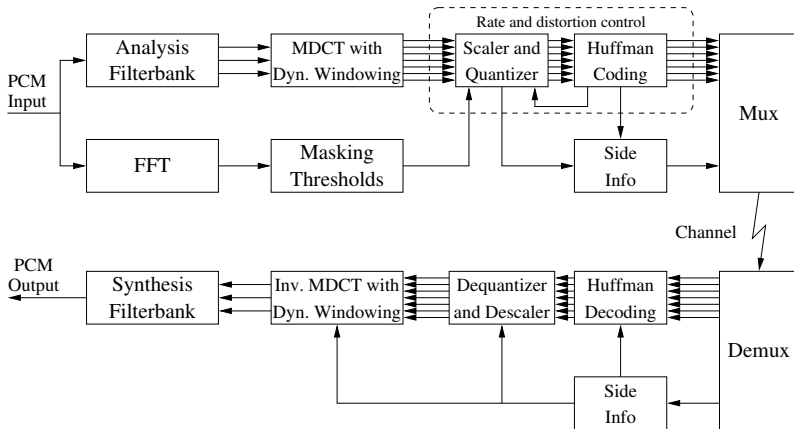 Rate and distortion control
PCM
Input
Analysis
Filterbank
MDCT with
Dyn. Windowing
Scaler and
Quantizer
Huffman
Coding
Mux
FFT
Masking
Thresholds
Side
Info
Channel
PCM
Output
Synthesis
Filterbank
Inv. MDCT with
Dyn. Windowing
Dequantizer
and Descaler
Huffman
Decoding
Demux
Side
Info